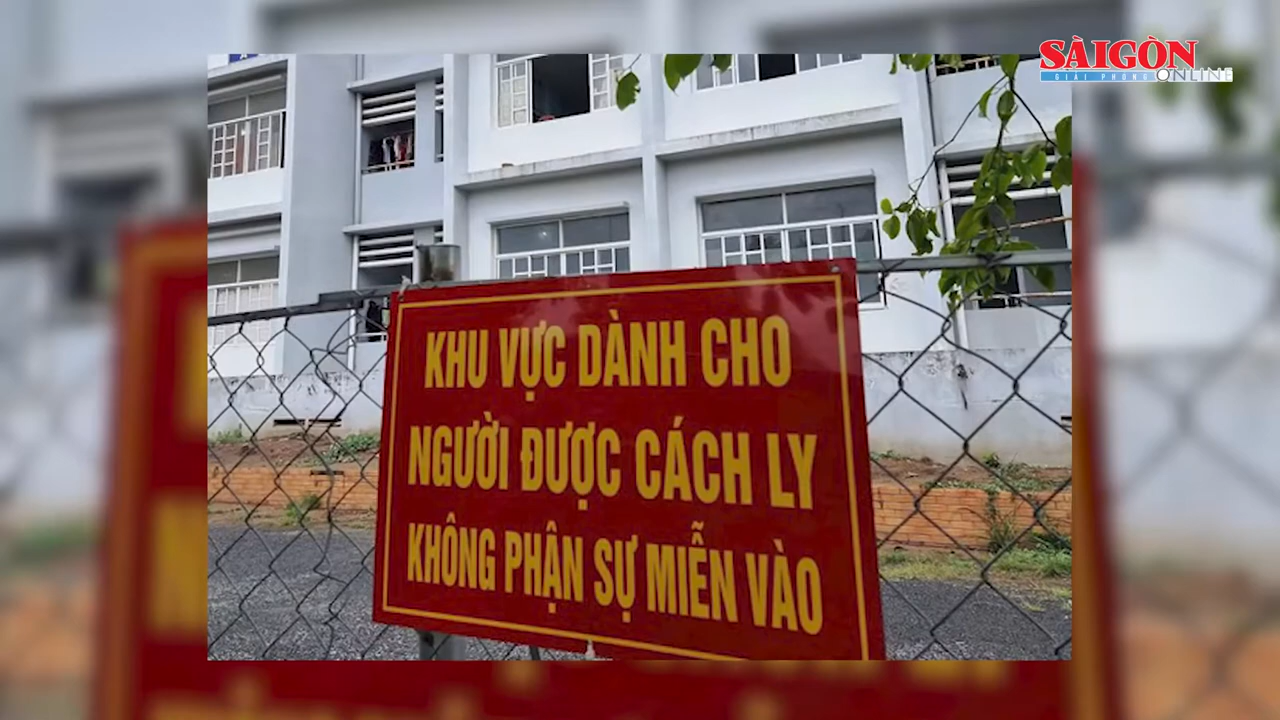 SÀIGÒN
GIẢI PHÓNG ONLINE
KHU VỰC DÀNH CHO
NGƯỜI ĐƯỢC CÁCH LY
KHÔNG PHẬN SỰ MIỄN VÀO